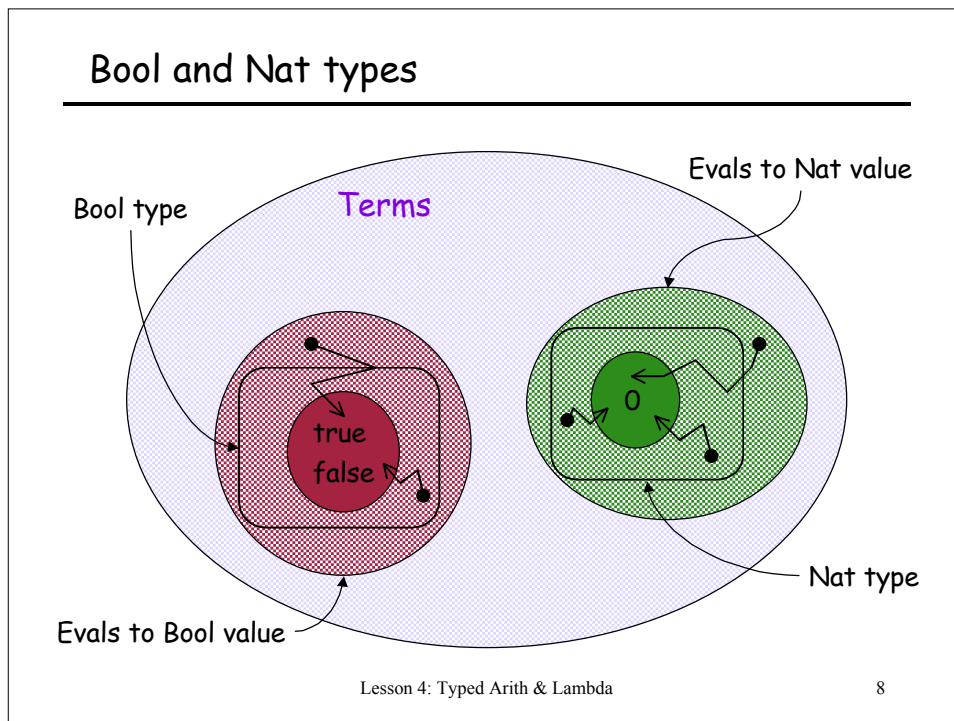 Bool and Nat types
Evals to Nat value
Bool type
Terms
true
false
0
Nat type
Evals to Bool value
Lesson 4: Typed Arith & Lambda
8